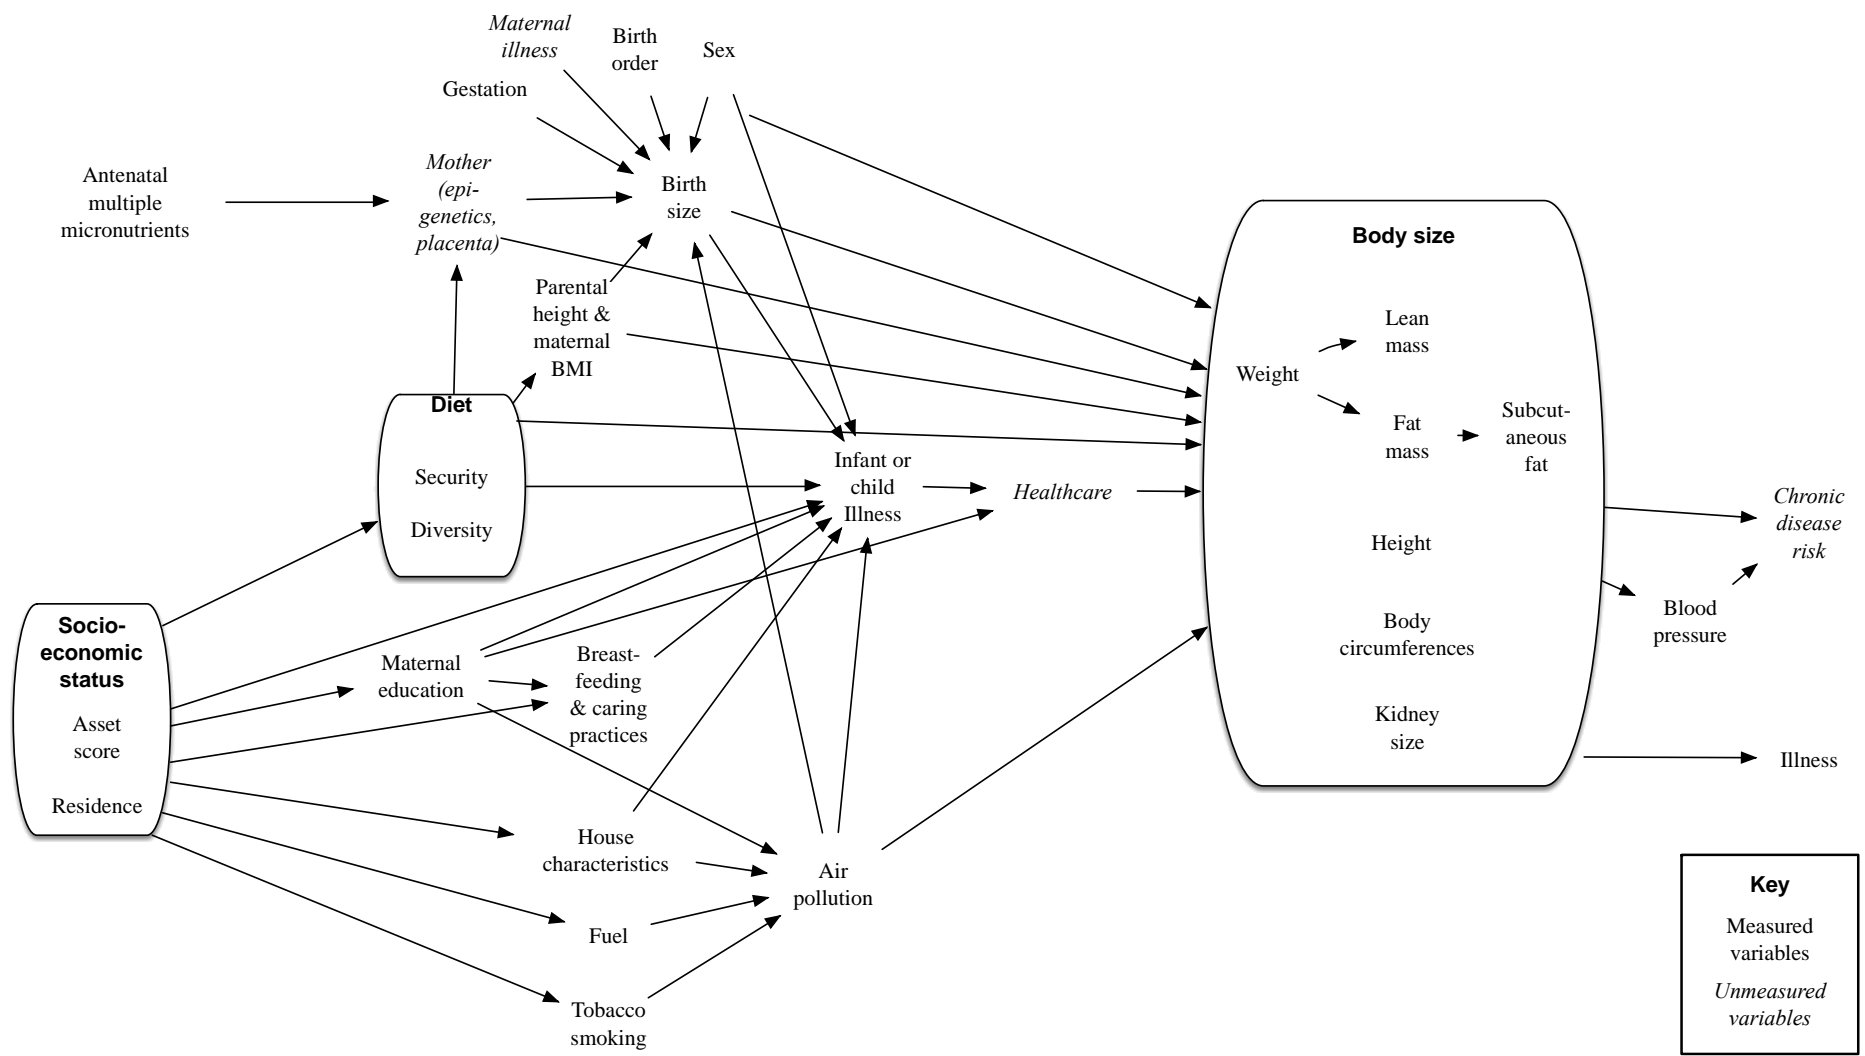 Maternal
illness
Birth
order
Sex
Gestation
Antenatal
multiple
micronutrients
Mother
(epi-
genetics,
placenta)
Birth
size
Parental
height &
maternal
BMI
Diet
Security
Diversity
Socio-
economic
status
Asset
score
Residence
Maternal
education
Breast-
feeding
& caring
practices
House
characteristics
Fuel
Tobacco
smoking
Air
pollution
Infant or
child
Illness
Healthcare
Body size
Weight
Lean
mass
Fat
mass
Subcut-
aneous
fat
Height
Body
circumferences
Kidney
size
Chronic
disease
risk
Blood
pressure
Illness
Key
Measured
variables
Unmeasured
variables